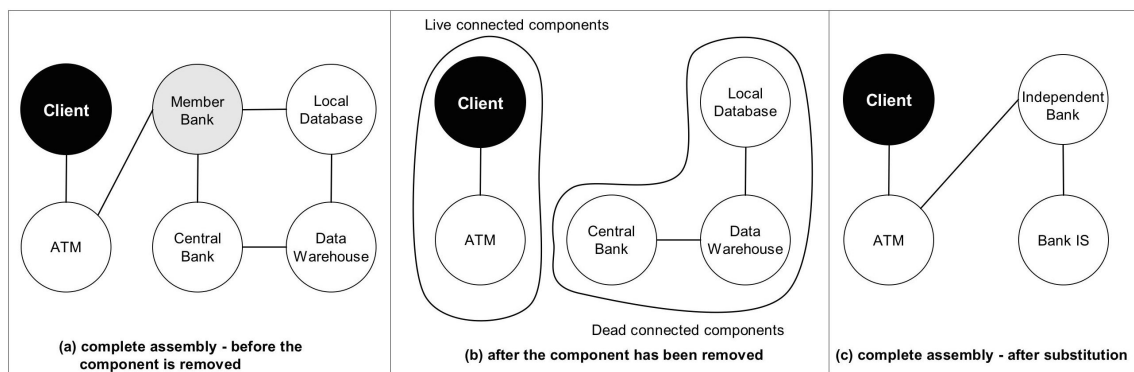 Client
Member
Bank
Local
Database
ATM
Central
Bank
Data
Warehouse
(a) complete assembly - before the
component is removed
Live connected components
Client
Local
Database
ATM
Central
Bank
Data
Warehouse
Dead connected components
(b) after the component has been removed
Client
Independent
Bank
ATM
Bank IS
(c) complete assembly - after substitution